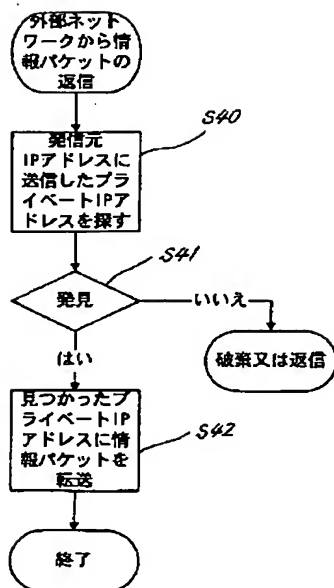 外部ネット
ワークから情
報パケットの
返信
S40
発信元
IPアドレスに
送信したプラ
イベートIPア
ドレスを探す
S41
発見
いいえ
はい
破棄又は返信
見つかったプ
ライベートIP
アドレスに情
報パケットを
転送
S42
終了